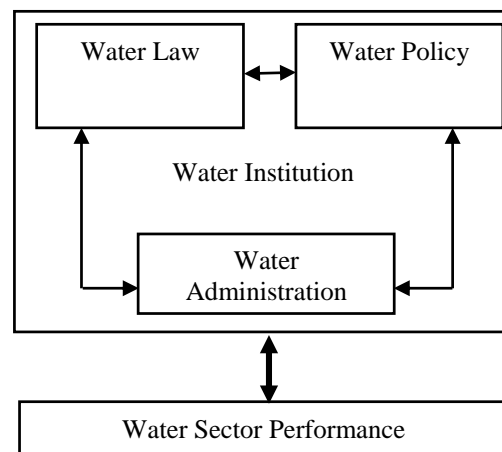 Water Law
Water Policy
Water Institution
Water
Administration
Water Sector Performance